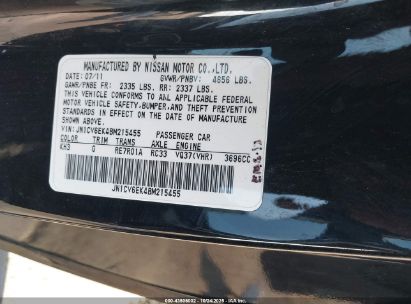 MANUFACTURED BY NISSAN MOTOR CO.,LTD.
DATE: 07/11 GVWR/PNBV: 4656 LBS.
GAWR/PNBE FR: 2335 LBS. RR: 2337 LBS.
THIS VEHICLE CONFORMS TO ALL APPLICABLE FEDERAL
MOTOR VEHICLE SAFETY,BUMPER,AND THEFT PREVENTION
STANDARDS IN EFFECT ON THE DATE OF MANUFACTURE
SHOWN ABOVE.
VIN:JN1CV6EK4BM215455 PASSENGER CAR
COLOR TRIM TRANS AXLE ENGINE
KH3 Q RE7R01A RC33 VQ37(VHR) 3696CC
JN1CV6EK4BM215455